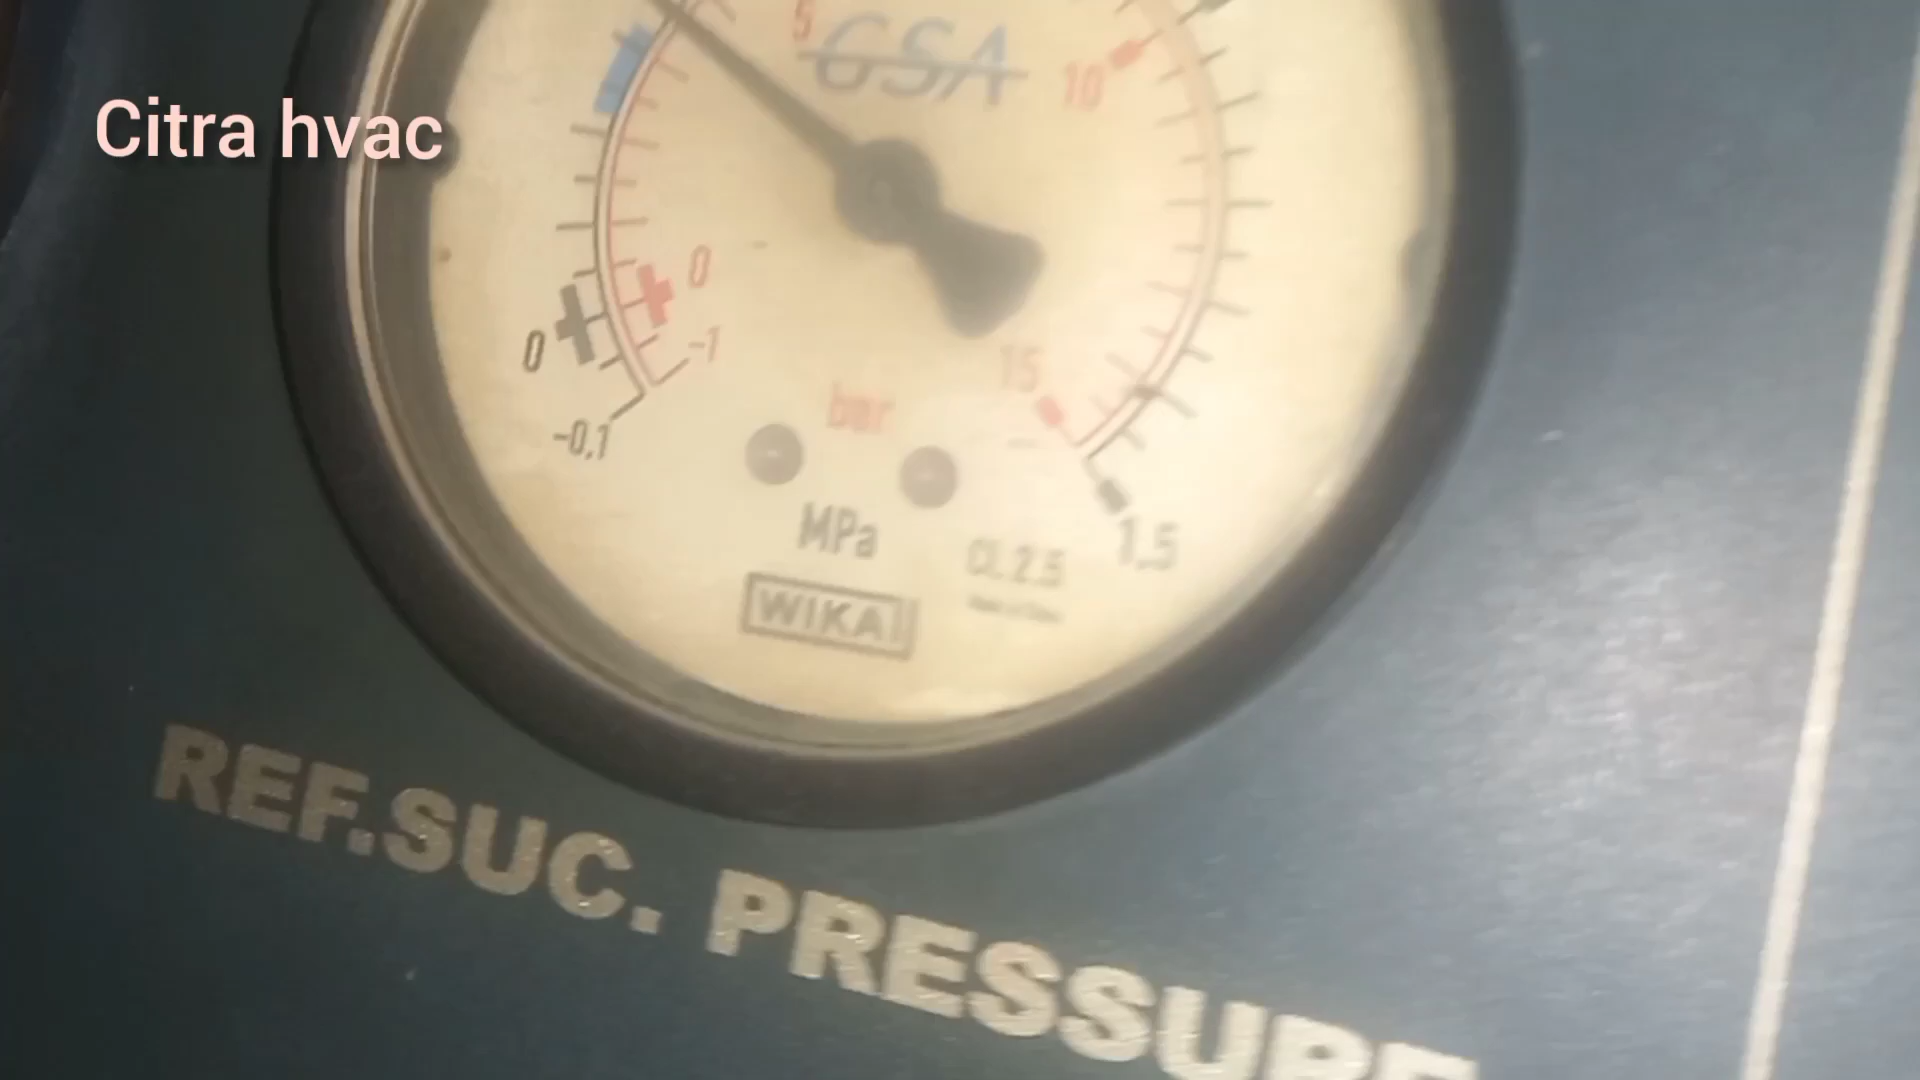 Citra hvac
5
GSA
10
0
0
-1
-0,1
15
bar
MPa
Cl. 2.5
1,5
WIKA
REF.SUC. PRESSURE